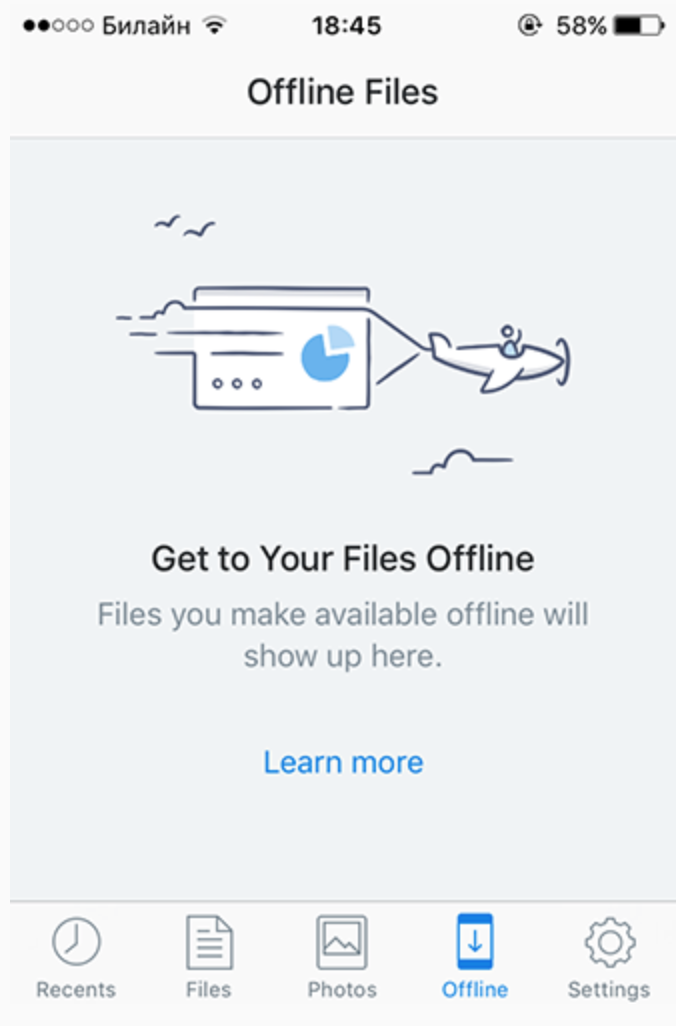 Билайн 18:45 58%
Offline Files
Get to Your Files Offline
Files you make available offline will
show up here.
Learn more
Recents Files Photos Offline Settings